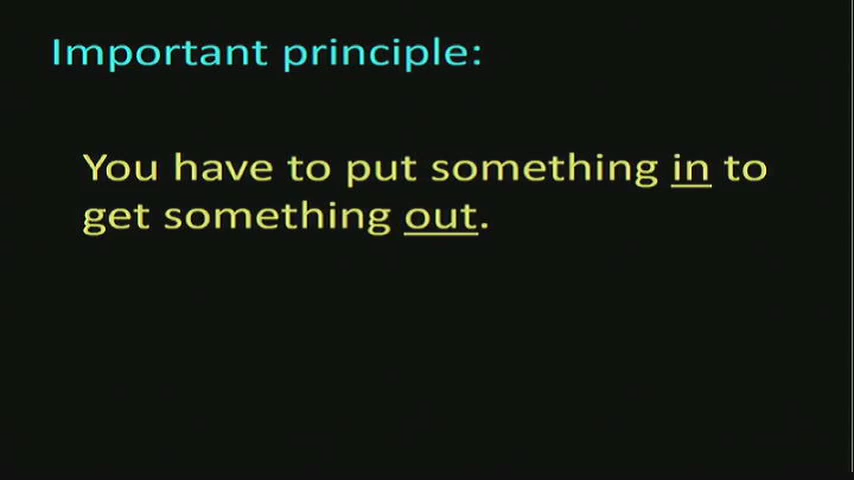 Important principle:
You have to put something in to
get something out.